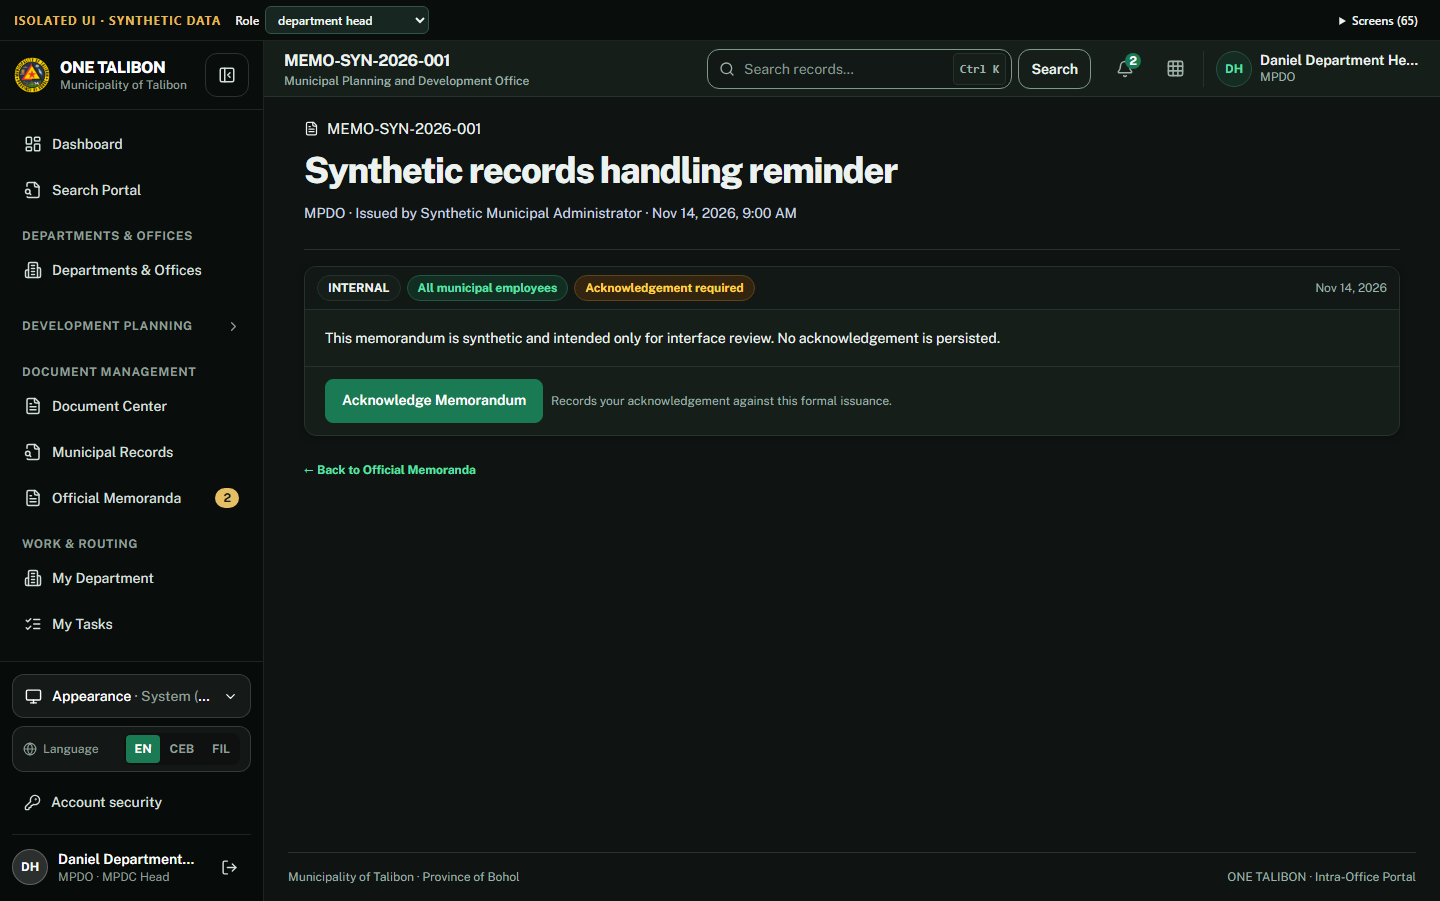 ISOLATED UI · SYNTHETIC DATA Role department head Screens (65)
ONE TALIBON
Municipality of Talibon
MEMO-SYN-2026-001
Municipal Planning and Development Office
Search records... Ctrl K Search 2 DH Daniel Department He...
MPDO
Dashboard
Search Portal
DEPARTMENTS & OFFICES
Departments & Offices
DEVELOPMENT PLANNING
DOCUMENT MANAGEMENT
Document Center
Municipal Records
Official Memoranda 2
WORK & ROUTING
My Department
My Tasks
Appearance · System (...
Language EN CEB FIL
Account security
DH Daniel Department...
MPDO · MPDC Head
MEMO-SYN-2026-001
Synthetic records handling reminder
MPDO · Issued by Synthetic Municipal Administrator · Nov 14, 2026, 9:00 AM
INTERNAL All municipal employees Acknowledgement required Nov 14, 2026
This memorandum is synthetic and intended only for interface review. No acknowledgement is persisted.
Acknowledge Memorandum Records your acknowledgement against this formal issuance.
← Back to Official Memoranda
Municipality of Talibon · Province of Bohol ONE TALIBON · Intra-Office Portal